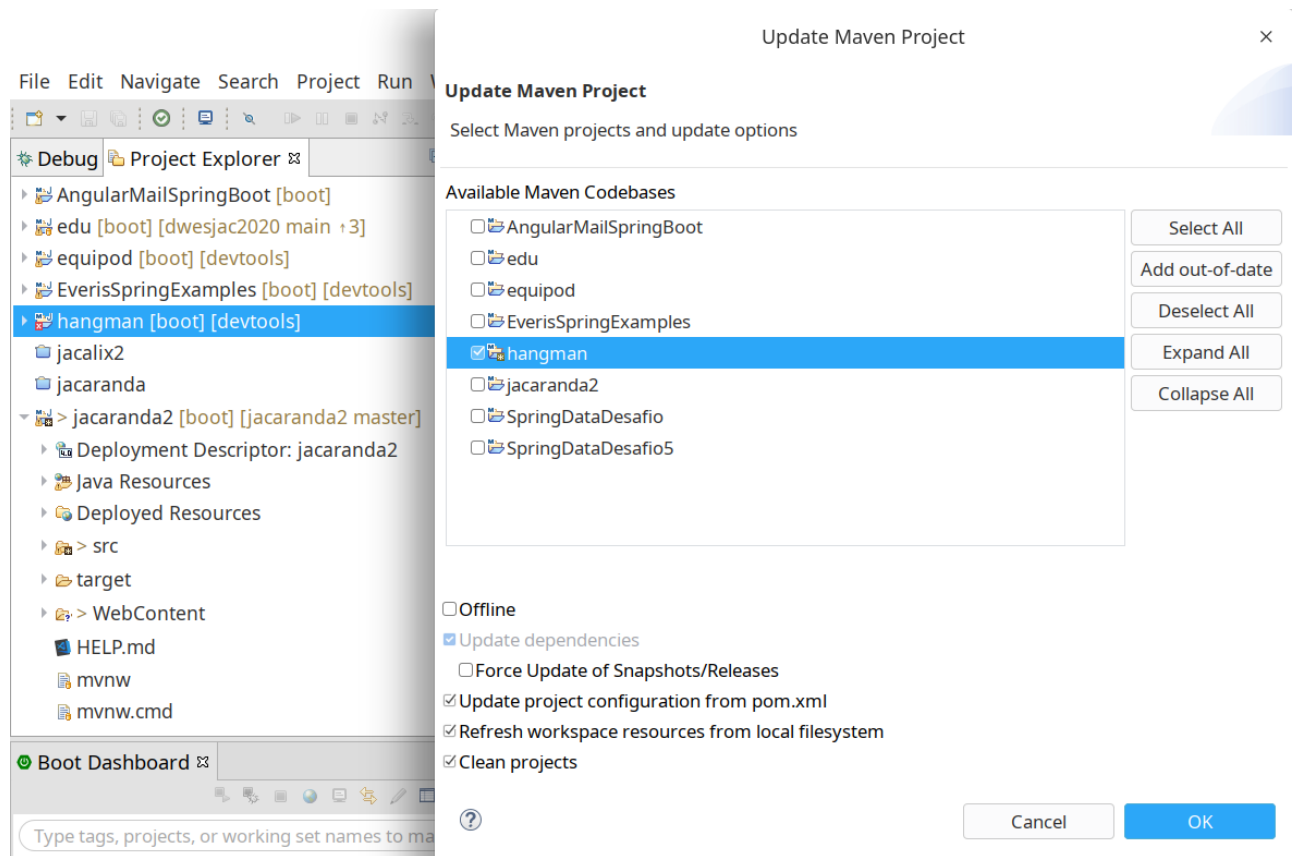 File Edit Navigate Search Project Run
Debug Project Explorer
AngularMailSpringBoot [boot]
edu [boot] [dwesjac2020 main ↑3]
equipod [boot] [devtools]
EverisSpringExamples [boot] [devtools]
hangman [boot] [devtools]
jacalix2
jacaranda
> jacaranda2 [boot] [jacaranda2 master]
Deployment Descriptor: jacaranda2
Java Resources
Deployed Resources
> src
target
> WebContent
HELP.md
mvnw
mvnw.cmd
Boot Dashboard
Type tags, projects, or working set names to ma
Update Maven Project
Update Maven Project
Select Maven projects and update options
Available Maven Codebases
AngularMailSpringBoot
edu
equipod
EverisSpringExamples
hangman
jacaranda2
SpringDataDesafio
SpringDataDesafio5
Select All
Add out-of-date
Deselect All
Expand All
Collapse All
Offline
Update dependencies
Force Update of Snapshots/Releases
Update project configuration from pom.xml
Refresh workspace resources from local filesystem
Clean projects
Cancel OK